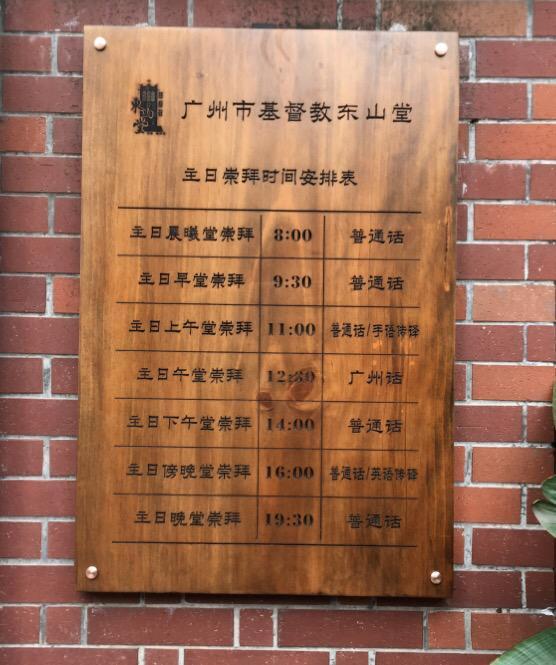 东山堂
广州市基督教东山堂
主日崇拜时间安排表
主日晨曦堂崇拜 8:00 普通话
主日早堂崇拜 9:30 普通话
主日上午堂崇拜 11:00 普通话/手语传译
主日午堂崇拜 12:30 广州话
主日下午堂崇拜 14:00 普通话
主日傍晚堂崇拜 16:00 普通话/英语传译
主日晚堂崇拜 19:30 普通话